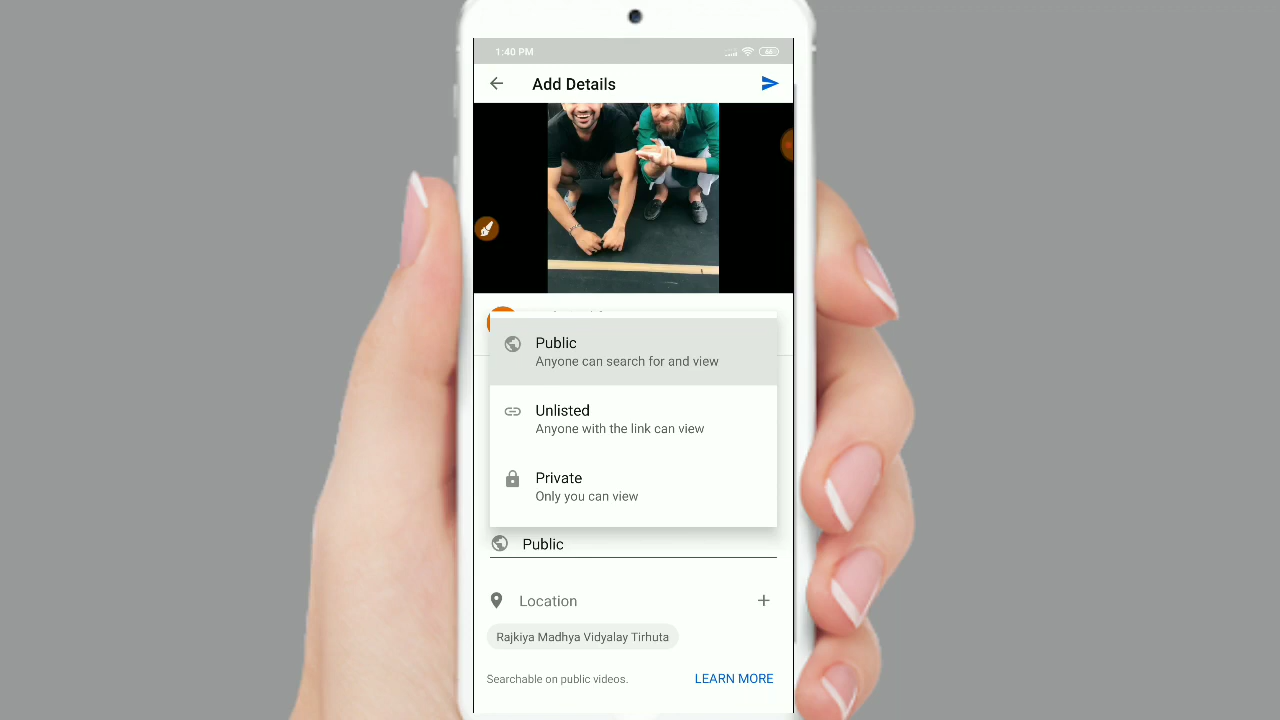 1:40 PM
Add Details
Public
Anyone can search for and view
Unlisted
Anyone with the link can view
Private
Only you can view
Public
Location
Rajkiya Madhya Vidyalay Tirhuta
Searchable on public videos.
LEARN MORE